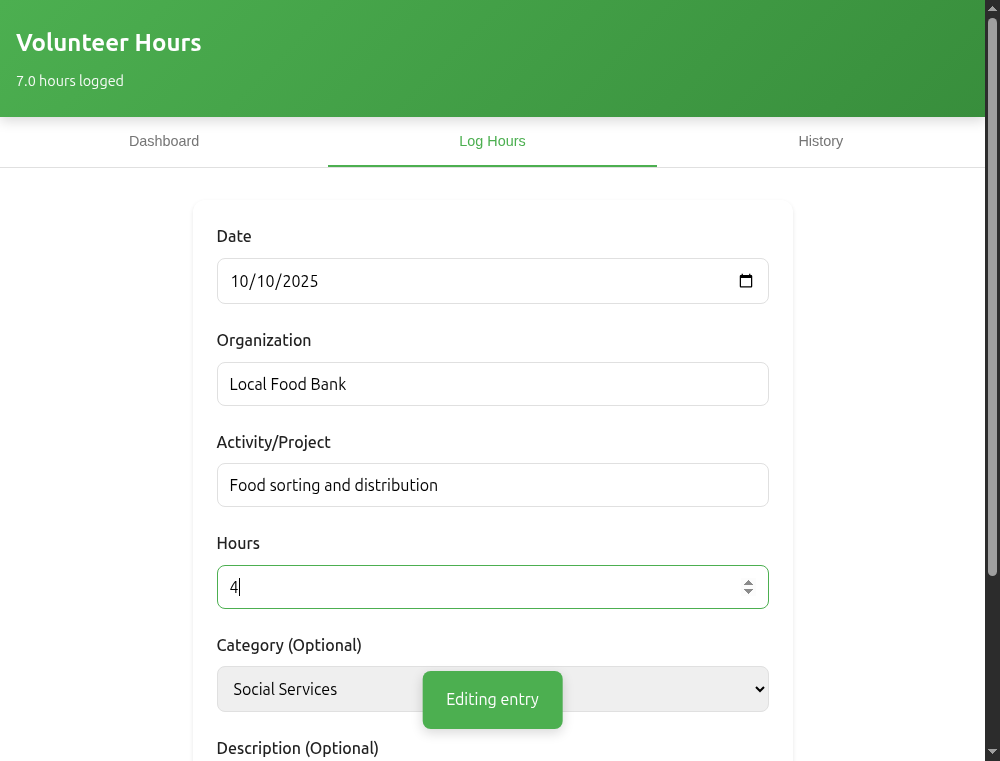 Volunteer Hours
7.0 hours logged
Dashboard
Log Hours
History
Date
10/10/2025
Organization
Local Food Bank
Activity/Project
Food sorting and distribution
Hours
4
Category (Optional)
Social Services
Editing entry
Description (Optional)